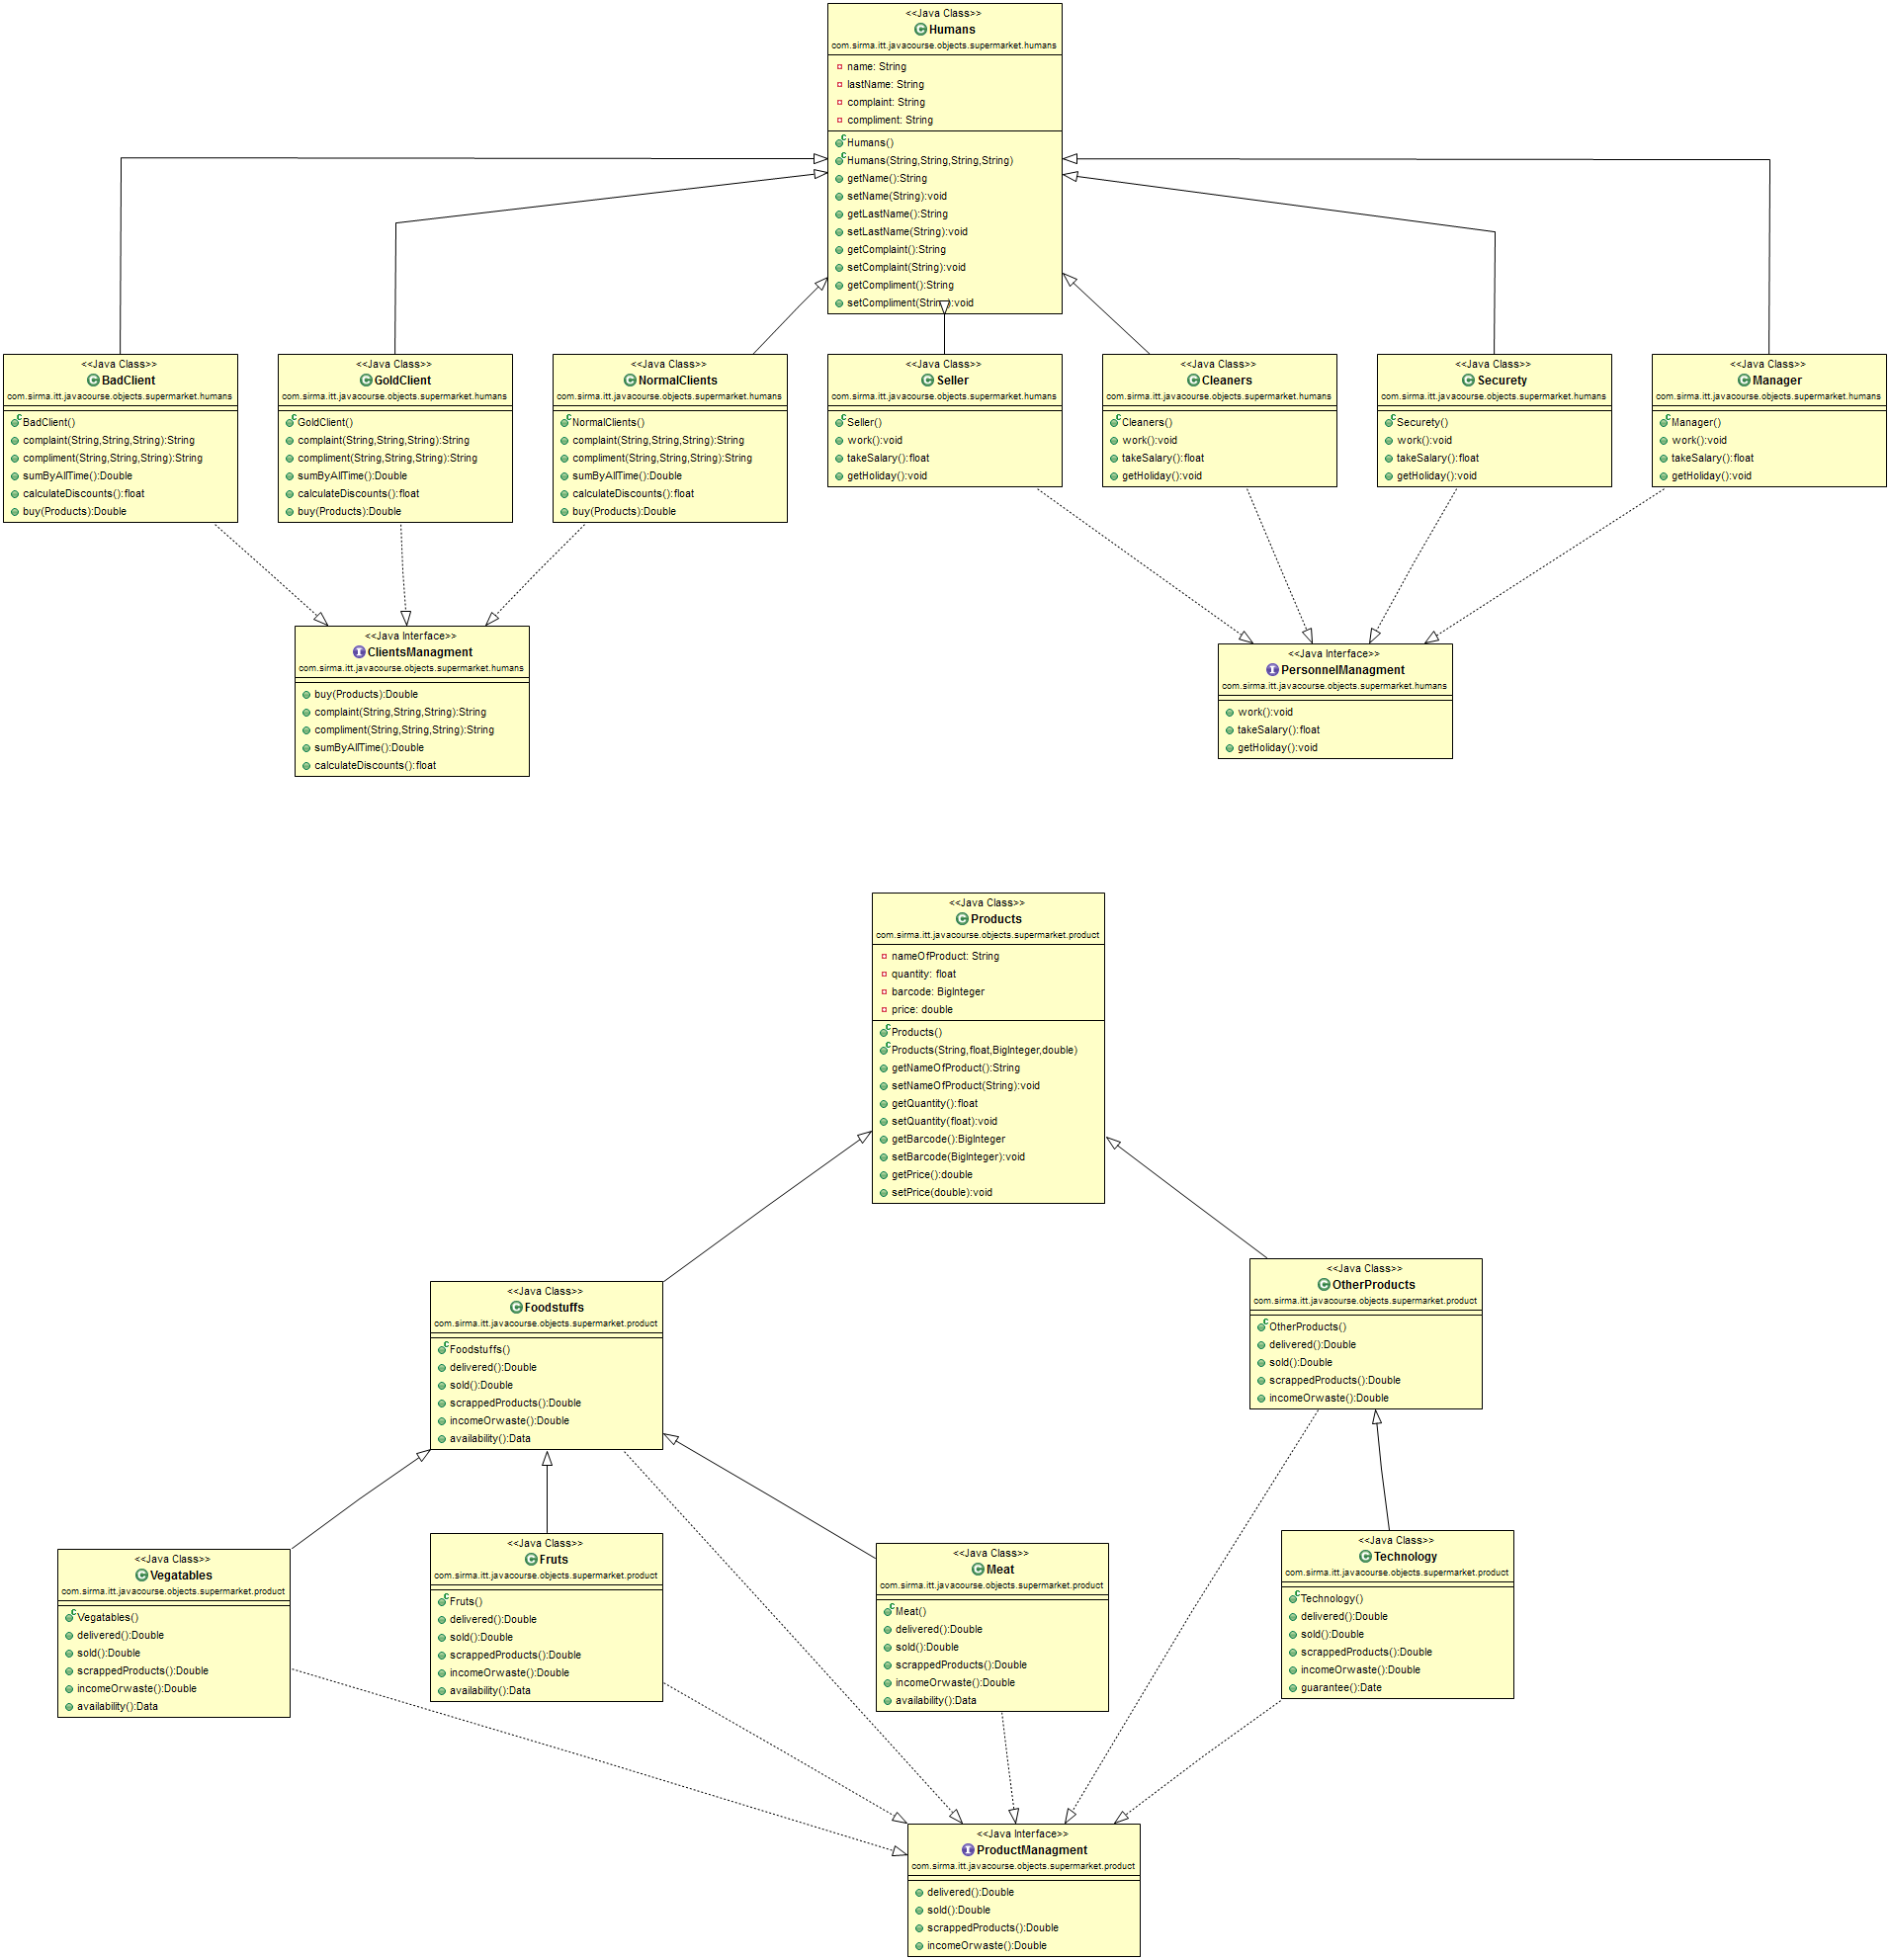 <<Java Class>>
Humans
com.sirma.itt.javacourse.objects.supermarket.humans
name: String
lastName: String
complaint: String
compliment: String
Humans()
Humans(String,String,String,String)
getName():String
setName(String):void
getLastName():String
setLastName(String):void
getComplaint():String
setComplaint(String):void
getCompliment():String
setCompliment(String):void
<<Java Class>>
BadClient
com.sirma.itt.javacourse.objects.supermarket.humans
BadClient()
complaint(String,String,String):String
compliment(String,String,String):String
sumByAllTime():Double
calculateDiscounts():float
buy(Products):Double
<<Java Class>>
GoldClient
com.sirma.itt.javacourse.objects.supermarket.humans
GoldClient()
complaint(String,String,String):String
compliment(String,String,String):String
sumByAllTime():Double
calculateDiscounts():float
buy(Products):Double
<<Java Class>>
NormalClients
com.sirma.itt.javacourse.objects.supermarket.humans
NormalClients()
complaint(String,String,String):String
compliment(String,String,String):String
sumByAllTime():Double
calculateDiscounts():float
buy(Products):Double
<<Java Class>>
Seller
com.sirma.itt.javacourse.objects.supermarket.humans
Seller()
work():void
takeSalary():float
getHoliday():void
<<Java Class>>
Cleaners
com.sirma.itt.javacourse.objects.supermarket.humans
Cleaners()
work():void
takeSalary():float
getHoliday():void
<<Java Class>>
Securety
com.sirma.itt.javacourse.objects.supermarket.humans
Securety()
work():void
takeSalary():float
getHoliday():void
<<Java Class>>
Manager
com.sirma.itt.javacourse.objects.supermarket.humans
Manager()
work():void
takeSalary():float
getHoliday():void
<<Java Interface>>
ClientsManagment
com.sirma.itt.javacourse.objects.supermarket.humans
buy(Products):Double
complaint(String,String,String):String
compliment(String,String,String):String
sumByAllTime():Double
calculateDiscounts():float
<<Java Interface>>
PersonnelManagment
com.sirma.itt.javacourse.objects.supermarket.humans
work():void
takeSalary():float
getHoliday():void
<<Java Class>>
Products
com.sirma.itt.javacourse.objects.supermarket.product
nameOfProduct: String
quantity: float
barcode: BigInteger
price: double
Products()
Products(String,float,BigInteger,double)
getNameOfProduct():String
setNameOfProduct(String):void
getQuantity():float
setQuantity(float):void
getBarcode():BigInteger
setBarcode(BigInteger):void
getPrice():double
setPrice(double):void
<<Java Class>>
Foodstuffs
com.sirma.itt.javacourse.objects.supermarket.product
Foodstuffs()
delivered():Double
sold():Double
scrappedProducts():Double
incomeOrwaste():Double
availability():Data
<<Java Class>>
OtherProducts
com.sirma.itt.javacourse.objects.supermarket.product
OtherProducts()
delivered():Double
sold():Double
scrappedProducts():Double
incomeOrwaste():Double
<<Java Class>>
Vegatables
com.sirma.itt.javacourse.objects.supermarket.product
Vegatables()
delivered():Double
sold():Double
scrappedProducts():Double
incomeOrwaste():Double
availability():Data
<<Java Class>>
Fruts
com.sirma.itt.javacourse.objects.supermarket.product
Fruts()
delivered():Double
sold():Double
scrappedProducts():Double
incomeOrwaste():Double
availability():Data
<<Java Class>>
Meat
com.sirma.itt.javacourse.objects.supermarket.product
Meat()
delivered():Double
sold():Double
scrappedProducts():Double
incomeOrwaste():Double
availability():Data
<<Java Class>>
Technology
com.sirma.itt.javacourse.objects.supermarket.product
Technology()
delivered():Double
sold():Double
scrappedProducts():Double
incomeOrwaste():Double
guarantee():Date
<<Java Interface>>
ProductManagment
com.sirma.itt.javacourse.objects.supermarket.product
delivered():Double
sold():Double
scrappedProducts():Double
incomeOrwaste():Double